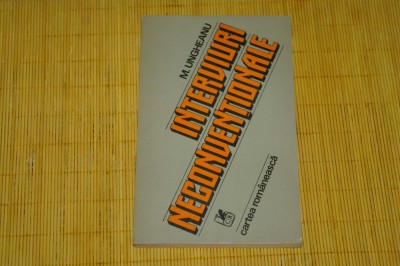 M. UNGHEANU
INTERVIURI
NECONVENȚIONALE
cartea românească